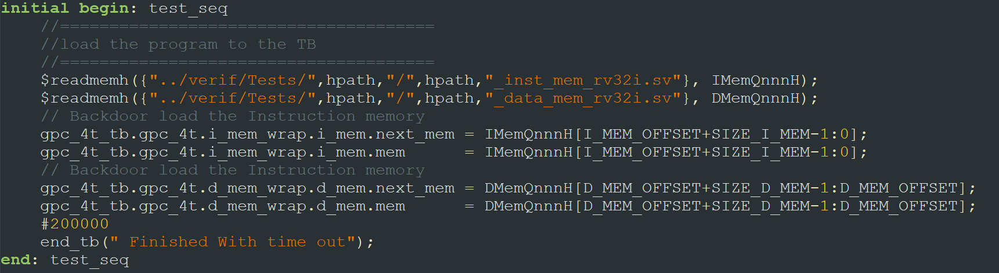 initial begin: test_seq
    //======================================
    //load the program to the TB
    //======================================
    $readmemh({"../verif/Tests/",hpath,"/",hpath,"_inst_mem_rv32i.sv"}, IMemQnnnH);
    $readmemh({"../verif/Tests/",hpath,"/",hpath,"_data_mem_rv32i.sv"}, DMemQnnnH);
    // Backdoor load the Instruction memory
    gpc_4t_tb.gpc_4t.i_mem_wrap.i_mem.next_mem = IMemQnnnH[I_MEM_OFFSET+SIZE_I_MEM-1:0];
    gpc_4t_tb.gpc_4t.i_mem_wrap.i_mem.mem      = IMemQnnnH[I_MEM_OFFSET+SIZE_I_MEM-1:0];
    // Backdoor load the Instruction memory
    gpc_4t_tb.gpc_4t.d_mem_wrap.d_mem.next_mem = DMemQnnnH[D_MEM_OFFSET+SIZE_D_MEM-1:D_MEM_OFFSET];
    gpc_4t_tb.gpc_4t.d_mem_wrap.d_mem.mem      = DMemQnnnH[D_MEM_OFFSET+SIZE_D_MEM-1:D_MEM_OFFSET];
    #200000
    end_tb(" Finished With time out");
end: test_seq